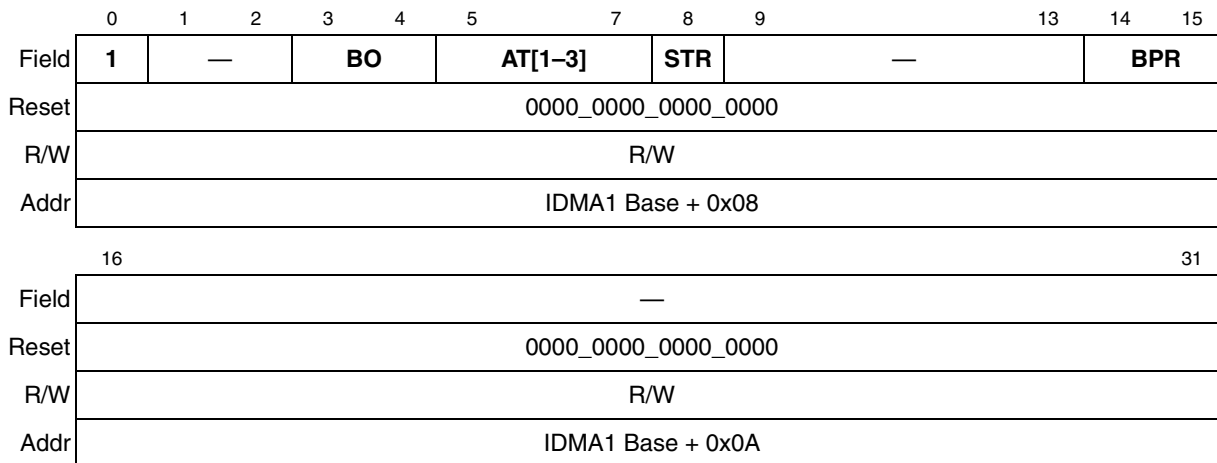 0 1 2 3 4 5 7 8 9 13 14 15
Field 1 — BO AT[1–3] STR — BPR
Reset 0000_0000_0000_0000
R/W R/W
Addr IDMA1 Base + 0x08
16 31
Field —
Reset 0000_0000_0000_0000
R/W R/W
Addr IDMA1 Base + 0x0A